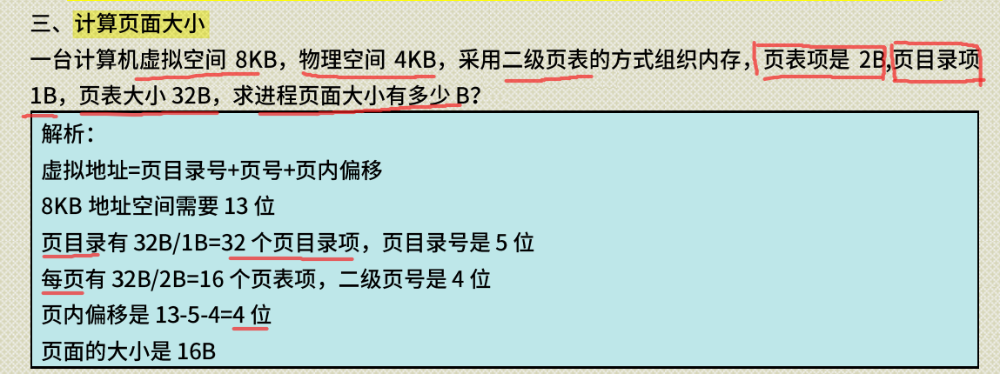 三、计算页面大小
一台计算机虚拟空间 8KB，物理空间 4KB，采用二级页表的方式组织内存，页表项是 2B,页目录项
1B，页表大小 32B，求进程页面大小有多少 B？
解析：
虚拟地址=页目录号+页号+页内偏移
8KB 地址空间需要 13 位
页目录有 32B/1B=32 个页目录项，页目录号是 5 位
每页有 32B/2B=16 个页表项，二级页号是 4 位
页内偏移是 13-5-4=4 位
页面的大小是 16B